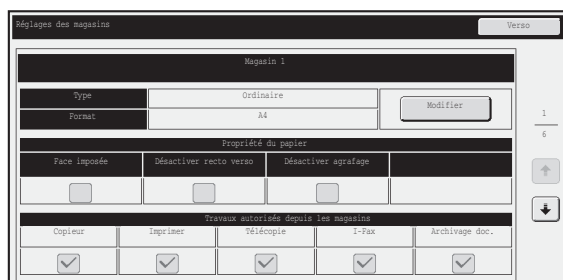 Réglages des magasins Verso
Magasin 1
Type Ordinaire Modifier
Format A4
1
6
Propriété du papier
Face imposée Désactiver recto verso Désactiver agrafage
Travaux autorisés depuis les magasins
Copieur Imprimer Télécopie I-Fax Archivage doc.